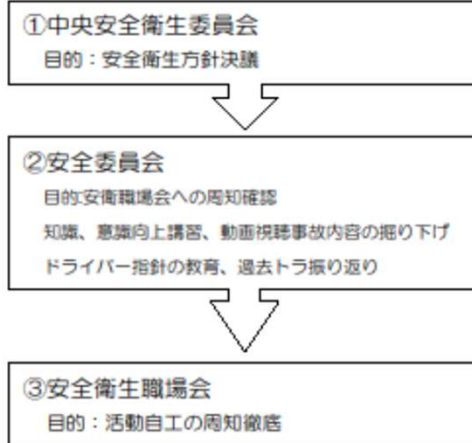 ①中央安全衛生委員会
目的：安全衛生方針決議
②安全委員会
目的:安衛職場会への周知確認
知識、意識向上講習、動画視聴事故内容の掘り下げ
ドライバー指針の教育、過去トラ振り返り
③安全衛生職場会
目的：活動自工の周知徹底